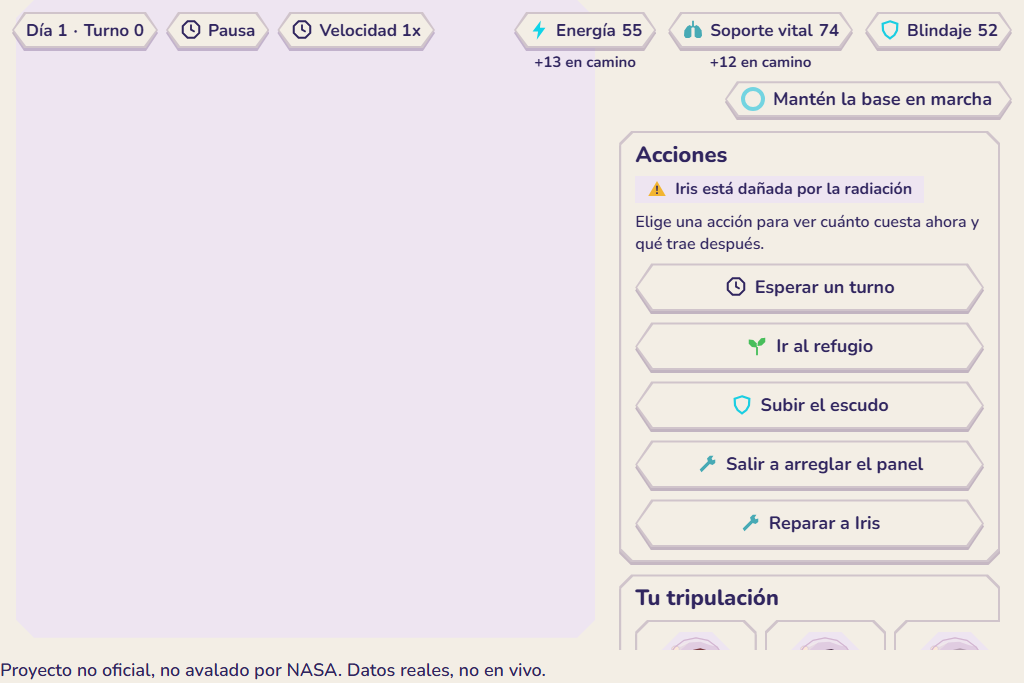 Día 1 · Turno 0
Pausa
Velocidad 1x
Energía 55
Soporte vital 74
Blindaje 52
+13 en camino
+12 en camino
Mantén la base en marcha
Acciones
Iris está dañada por la radiación
Elige una acción para ver cuánto cuesta ahora y
qué trae después.
Esperar un turno
Ir al refugio
Subir el escudo
Salir a arreglar el panel
Reparar a Iris
Tu tripulación
Proyecto no oficial, no avalado por NASA. Datos reales, no en vivo.